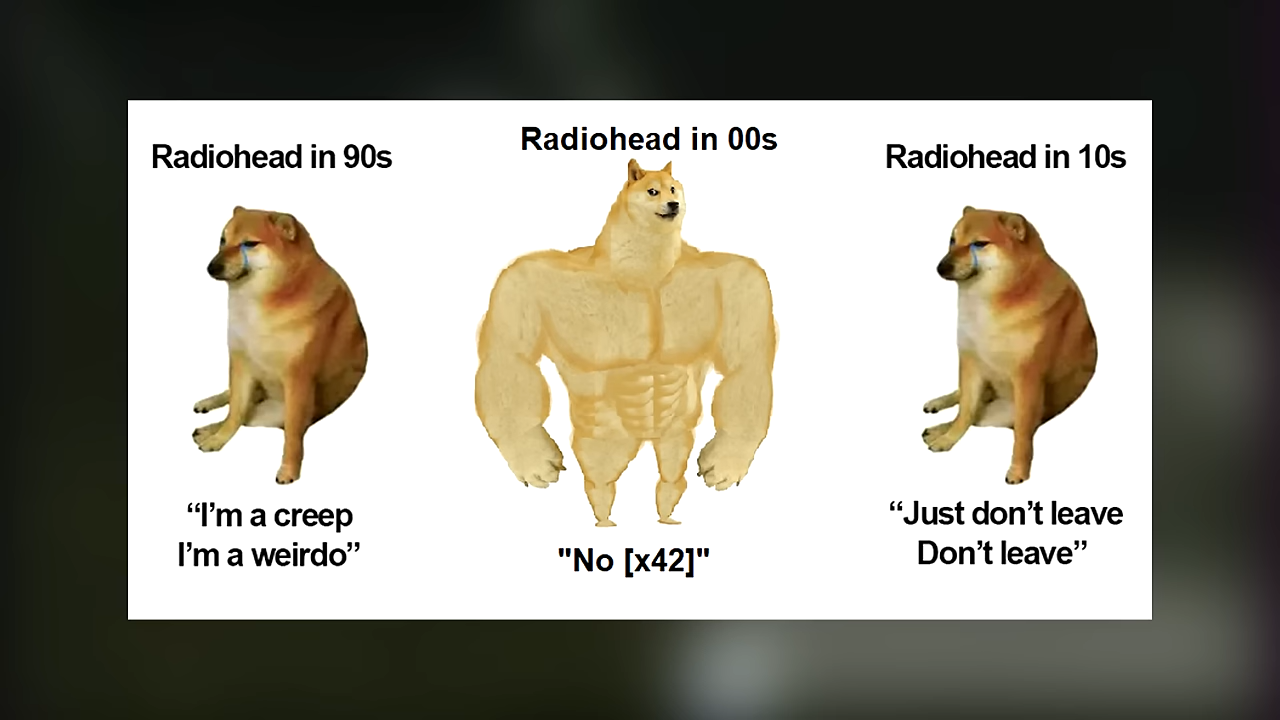 Radiohead in 90s
Radiohead in 00s
Radiohead in 10s
“I’m a creep
I’m a weirdo”
"No [x42]"
“Just don’t leave
Don’t leave”